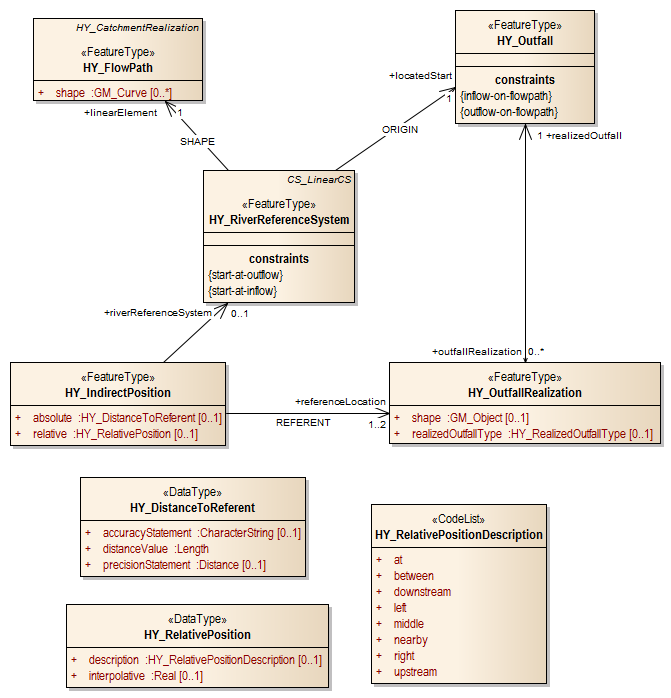 HY_CatchmentRealization
«FeatureType»
HY_FlowPath
+ shape :GM_Curve [0..*]
+linearElement
1
SHAPE
«FeatureType»
HY_Outfall
constraints
{inflow-on-flowpath}
{outflow-on-flowpath}
+locatedStart
1
ORIGIN
1 +realizedOutfall
CS_LinearCS
«FeatureType»
HY_RiverReferenceSystem
constraints
{start-at-outflow}
{start-at-inflow}
+riverReferenceSystem
0..1
+outfallRealization 0..*
«FeatureType»
HY_IndirectPosition
+ absolute :HY_DistanceToReferent [0..1]
+ relative :HY_RelativePosition [0..1]
+referenceLocation
REFERENT
1..2
«FeatureType»
HY_OutfallRealization
+ shape :GM_Object [0..1]
+ realizedOutfallType :HY_RealizedOutfallType [0..1]
«DataType»
HY_DistanceToReferent
+ accuracyStatement :CharacterString [0..1]
+ distanceValue :Length
+ precisionStatement :Distance [0..1]
«CodeList»
HY_RelativePositionDescription
+ at
+ between
+ downstream
+ left
+ middle
+ nearby
+ right
+ upstream
«DataType»
HY_RelativePosition
+ description :HY_RelativePositionDescription [0..1]
+ interpolative :Real [0..1]